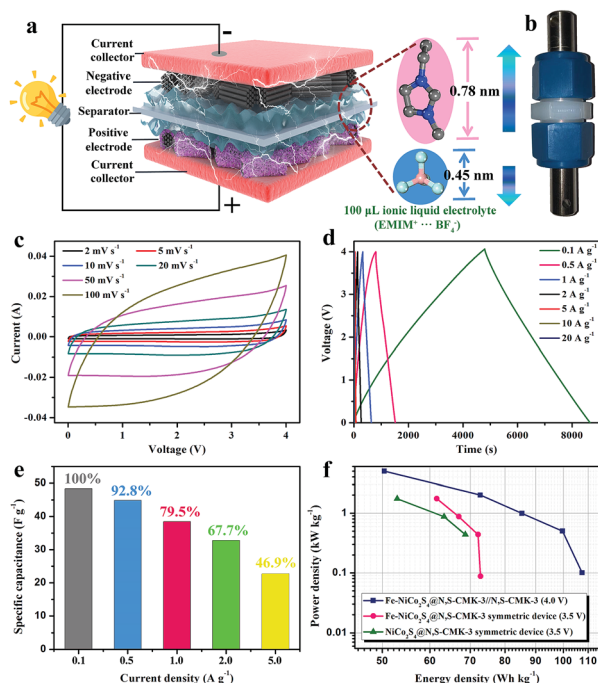 a
b
-
Current
collector
Negative
electrode
Separator
Positive
electrode
Current
collector
+
0.78 nm
0.45 nm
100 μL ionic liquid electrolyte
(EMIM⁺ ··· BF₄⁻)
c
2 mV s⁻¹ 5 mV s⁻¹
10 mV s⁻¹ 20 mV s⁻¹
50 mV s⁻¹
100 mV s⁻¹
Current (A)
0.04
0.02
0.00
-0.02
-0.04
0 1 2 3 4
Voltage (V)
d
0.1 A g⁻¹
0.5 A g⁻¹
1 A g⁻¹
2 A g⁻¹
5 A g⁻¹
10 A g⁻¹
20 A g⁻¹
Voltage (V)
5
4
3
2
1
0
0 2000 4000 6000 8000
Time (s)
e
100%
92.8%
79.5%
67.7%
46.9%
Specific capacitance (F g⁻¹)
60
50
40
30
20
10
0
0.1 0.5 1.0 2.0 5.0
Current density (A g⁻¹)
f
Power density (kW kg⁻¹)
1
0.1
0.01
Fe-NiCo₂S₄@N,S-CMK-3//N,S-CMK-3 (4.0 V)
Fe-NiCo₂S₄@N,S-CMK-3 symmetric device (3.5 V)
NiCo₂S₄@N,S-CMK-3 symmetric device (3.5 V)
50 60 70 80 90 100 110
Energy density (Wh kg⁻¹)